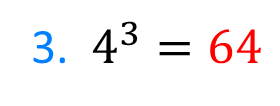 3. 4³ = 64